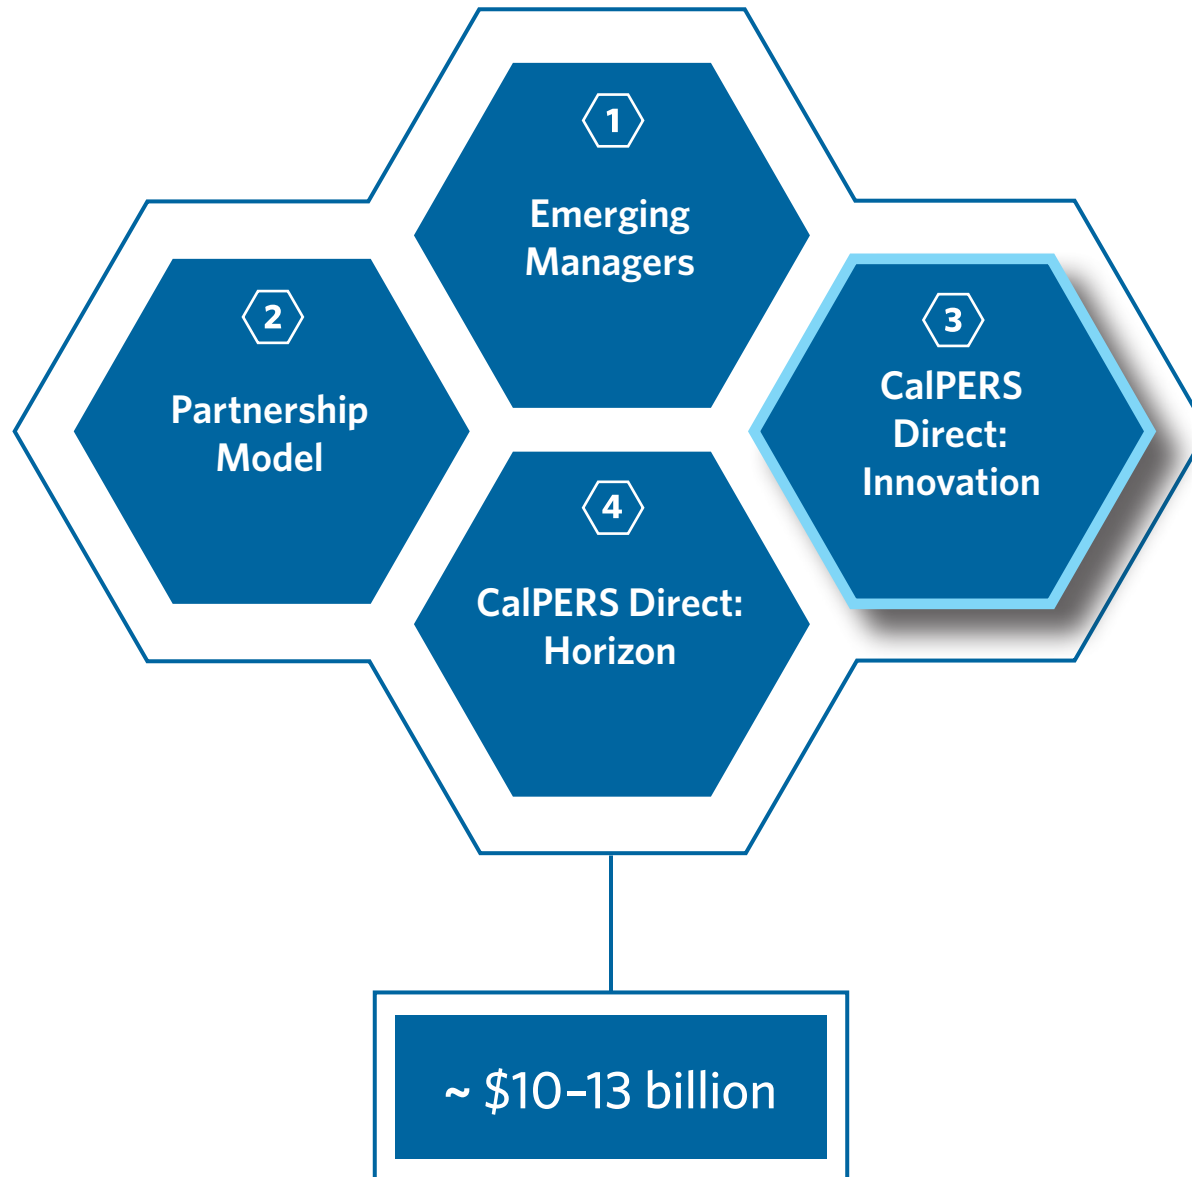 1
Emerging
Managers
2
Partnership
Model
3
CalPERS
Direct:
Innovation
4
CalPERS Direct:
Horizon
~ $10–13 billion